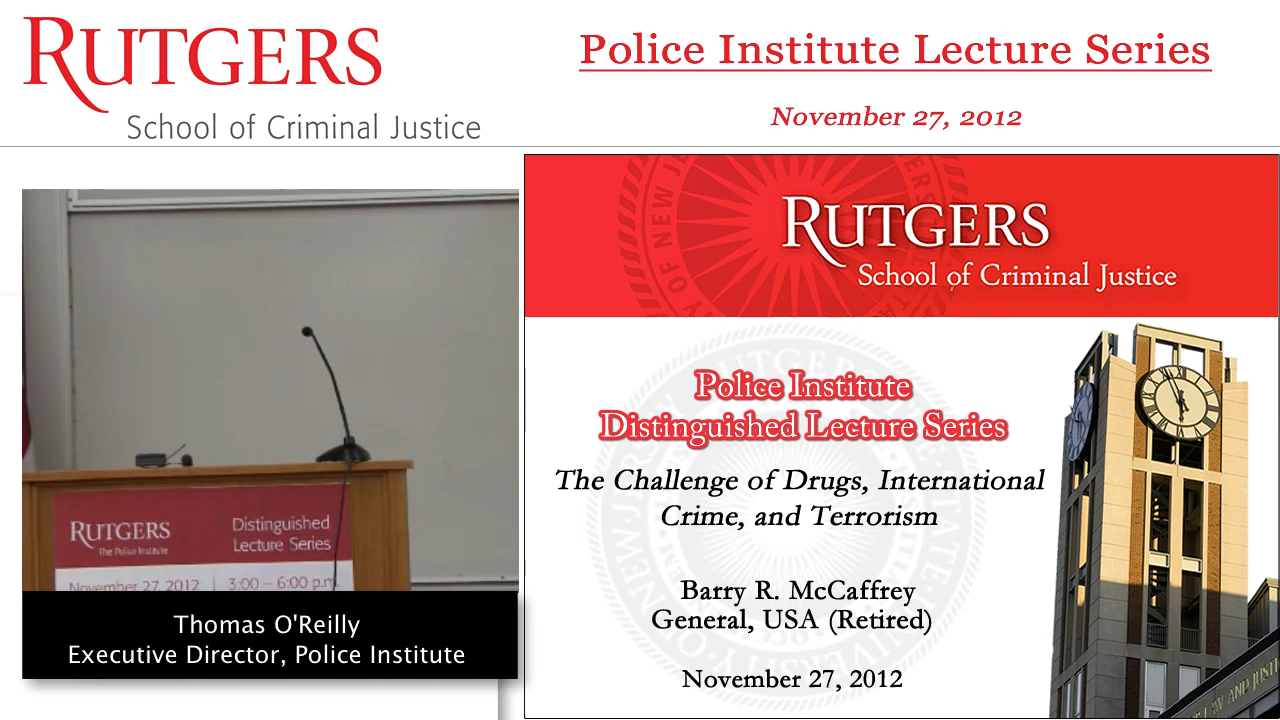 RUTGERS
School of Criminal Justice
Police Institute Lecture Series
November 27, 2012
RUTGERS
The Police Institute
Distinguished
Lecture Series
November 27, 2012 | 3:00 – 6:00 p.m.
Thomas O'Reilly
Executive Director, Police Institute
RUTGERS
School of Criminal Justice
Police Institute
Distinguished Lecture Series
The Challenge of Drugs, International
Crime, and Terrorism
Barry R. McCaffrey
General, USA (Retired)
November 27, 2012
LAW AND JUSTI